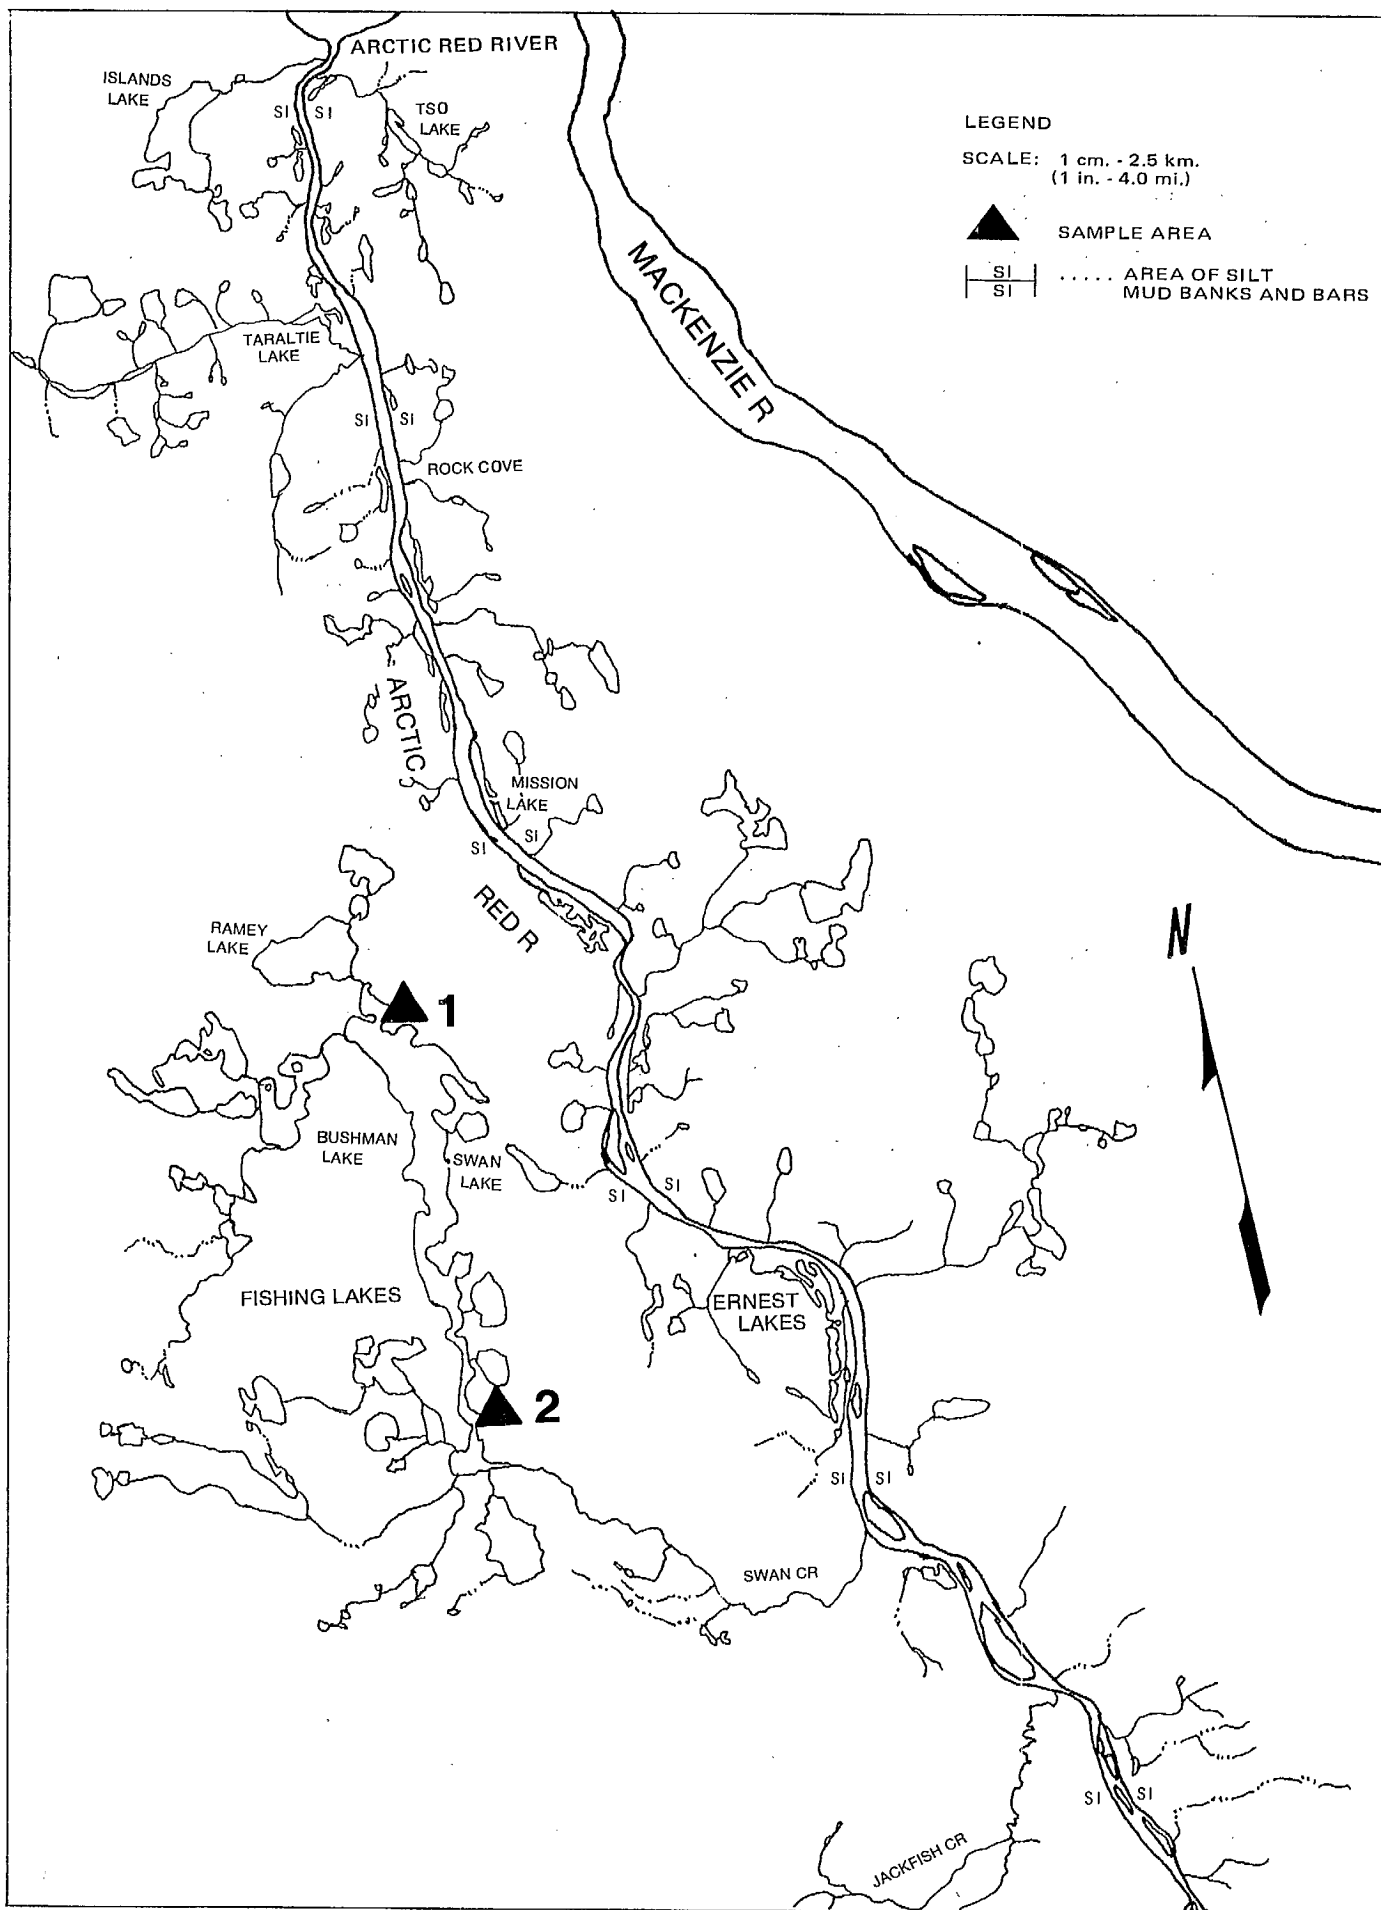 ARCTIC RED RIVER
ISLANDS
LAKE
SI SI
TSO
LAKE
LEGEND
SCALE: 1 cm. - 2.5 km.
(1 in. - 4.0 mi.)
SAMPLE AREA
SI
SI
..... AREA OF SILT
MUD BANKS AND BARS
MACKENZIE R
TARALTIE
LAKE
SI SI
ROCK COVE
ARCTIC
MISSION
LAKE
SI
SI
RED R
RAMEY
LAKE
N
1
BUSHMAN
LAKE
SWAN
LAKE
SI
SI
FISHING LAKES
ERNEST
LAKES
2
SI SI
SWAN CR
SI SI
JACKFISH CR